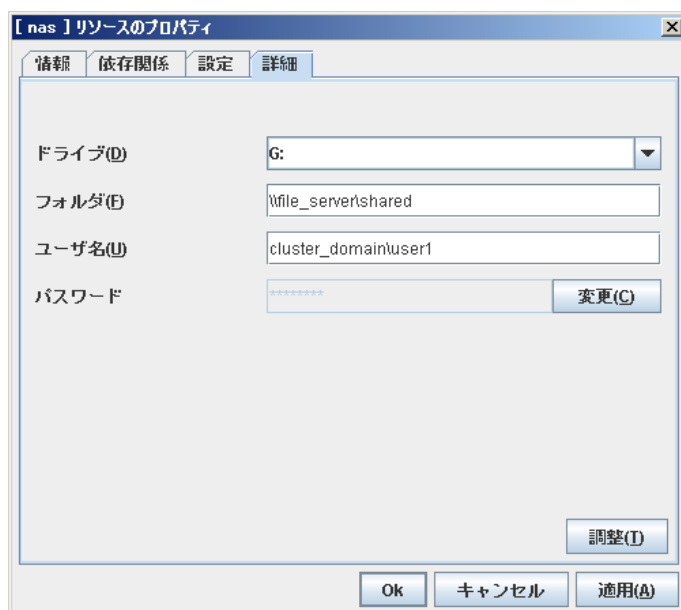 [ nas ]リソースのプロパティ
情報 依存関係 設定 詳細
ドライブ(D) G:
フォルダ(F) \\file_server\shared
ユーザ名(U) cluster_domain\user1
パスワード ******** 変更(C)
調整(T)
Ok キャンセル 適用(A)